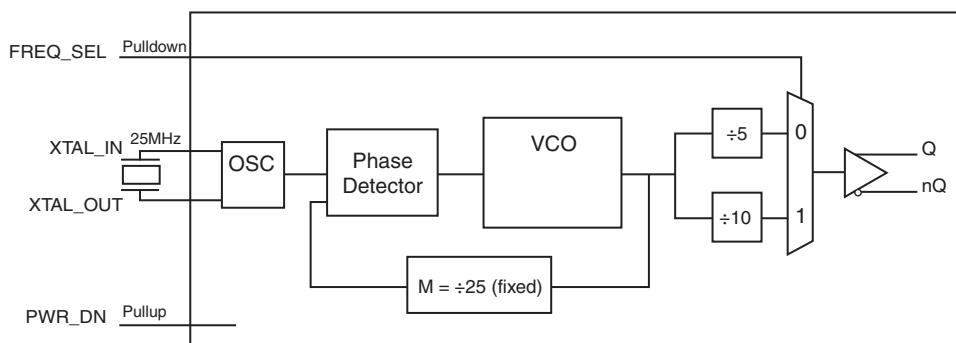 FREQ_SEL Pulldown
XTAL_IN 25MHz
XTAL_OUT
OSC
Phase
Detector
VCO
÷5
÷10
0
1
Q
nQ
M = ÷25 (fixed)
PWR_DN Pullup